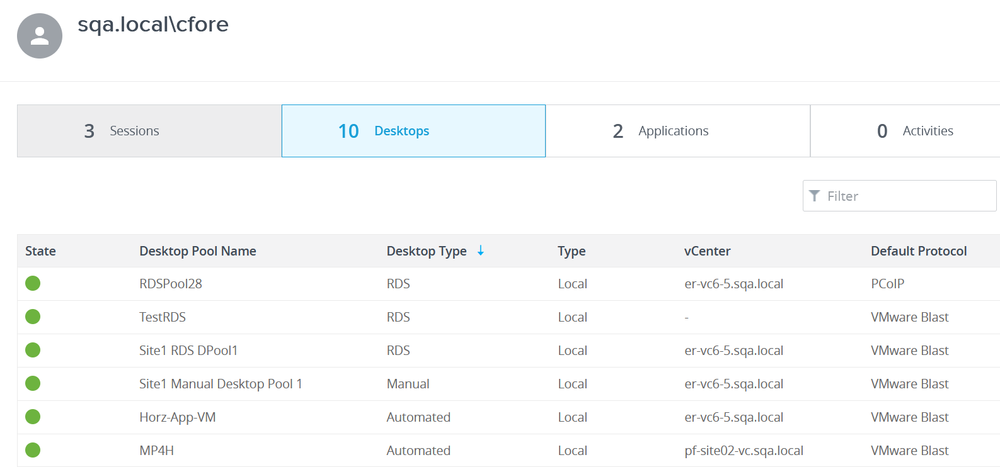 sqa.local\cfore
3 Sessions 10 Desktops 2 Applications 0 Activities
Filter
State Desktop Pool Name Desktop Type Type vCenter Default Protocol
RDSPool28 RDS Local er-vc6-5.sqa.local PCoIP
TestRDS RDS Local - VMware Blast
Site1 RDS DPool1 RDS Local er-vc6-5.sqa.local VMware Blast
Site1 Manual Desktop Pool 1 Manual Local er-vc6-5.sqa.local VMware Blast
Horz-App-VM Automated Local er-vc6-5.sqa.local VMware Blast
MP4H Automated Local pf-site02-vc.sqa.local VMware Blast